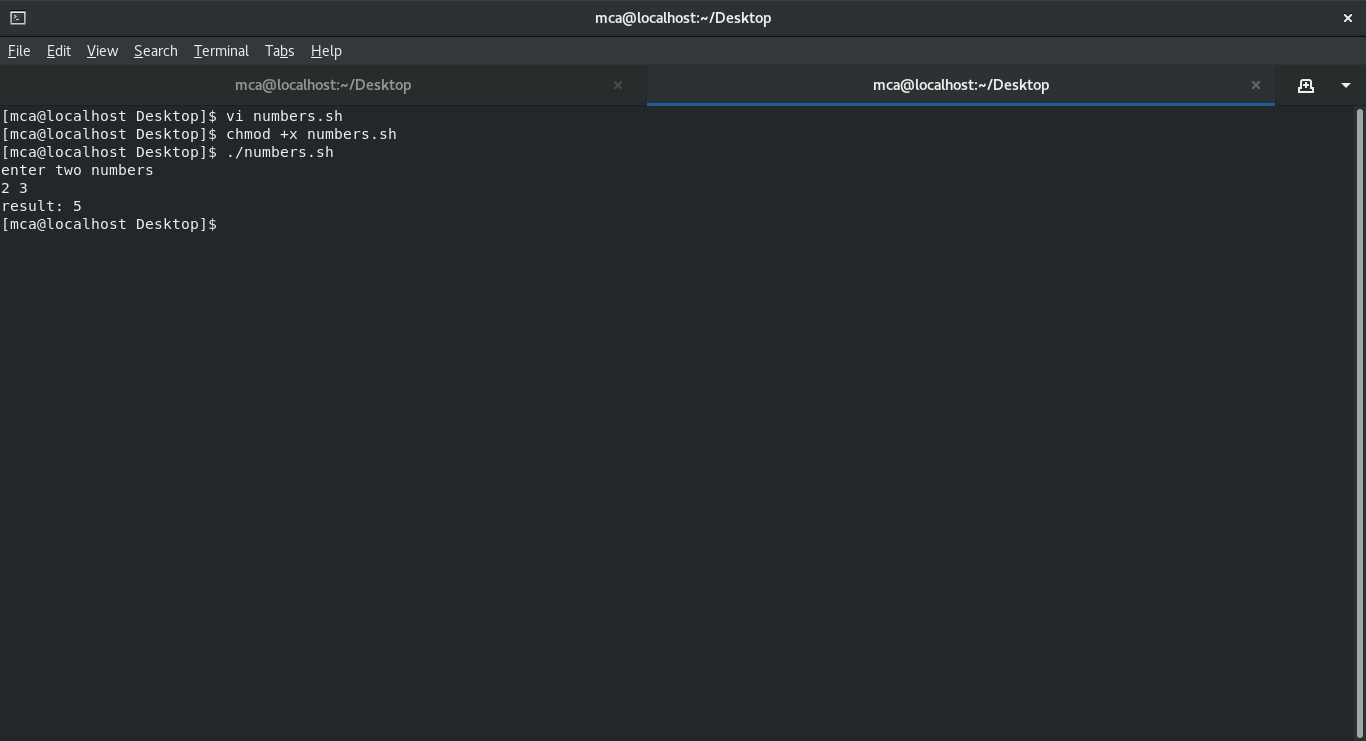 mca@localhost:~/Desktop
File Edit View Search Terminal Tabs Help
mca@localhost:~/Desktop mca@localhost:~/Desktop
[mca@localhost Desktop]$ vi numbers.sh
[mca@localhost Desktop]$ chmod +x numbers.sh
[mca@localhost Desktop]$ ./numbers.sh
enter two numbers
2 3
result: 5
[mca@localhost Desktop]$